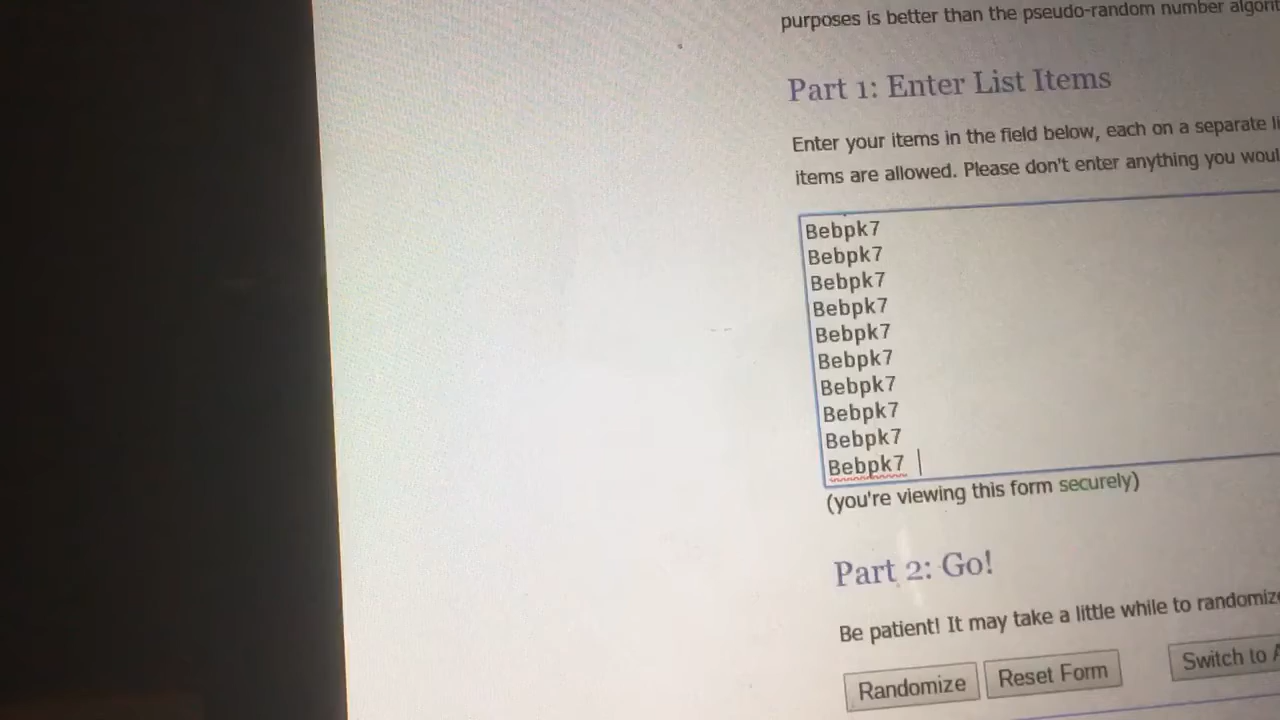 purposes is better than the pseudo-random number
Part 1: Enter List Items
Enter your items in the field below, each on a separate
items are allowed. Please don't enter anything you
Bebpk7
Bebpk7
Bebpk7
Bebpk7
Bebpk7
Bebpk7
Bebpk7
Bebpk7
Bebpk7
Bebpk7
(you're viewing this form securely)
Part 2: Go!
Be patient! It may take a little while to
Randomize Reset Form Switch to